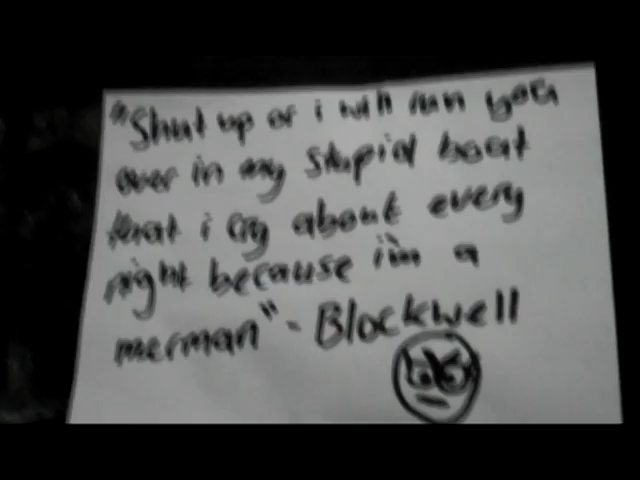 "Shut up or i will run you
over in my stupid boat
that i cry about every
night because i'm a
merman" - Blockwell